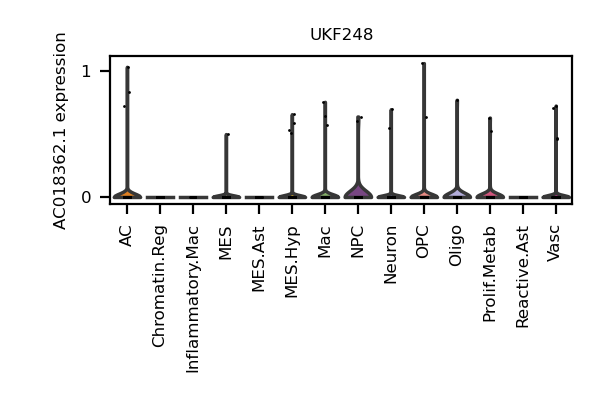 UKF248
AC018362.1 expression
1
0
AC
Chromatin.Reg
Inflammatory.Mac
MES
MES.Ast
MES.Hyp
Mac
NPC
Neuron
OPC
Oligo
Prolif.Metab
Reactive.Ast
Vasc